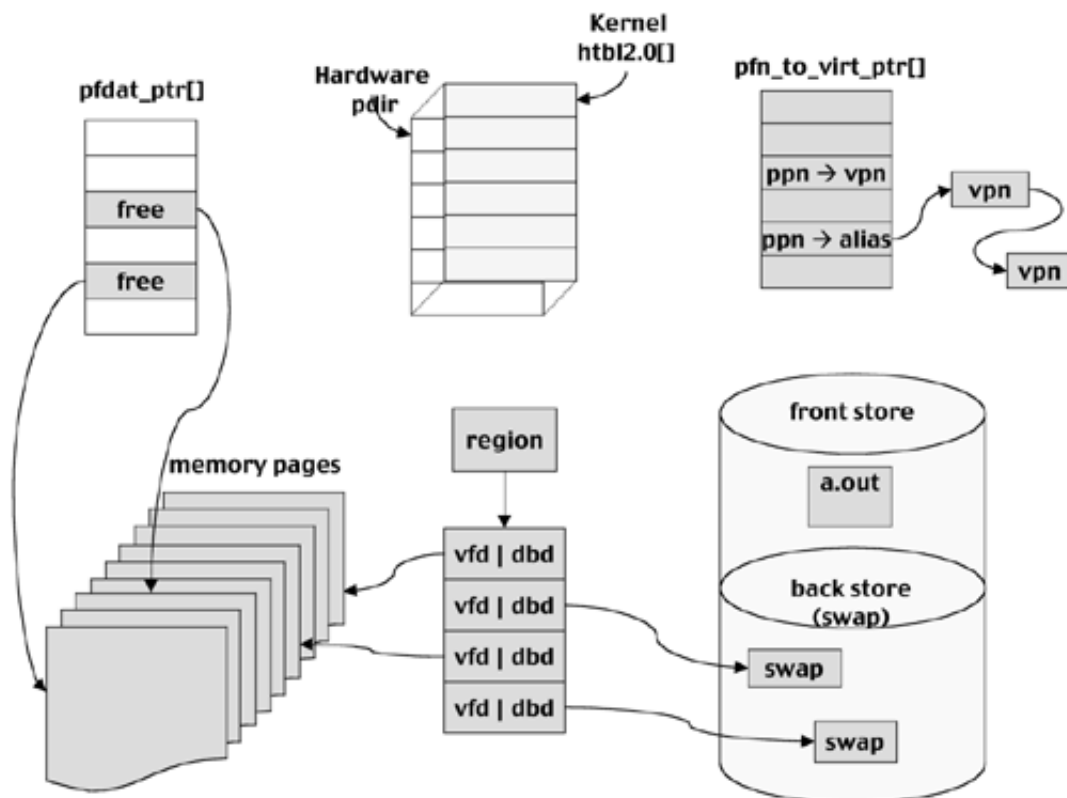 Kernel
htbl2.0[]
pfn_to_virt_ptr[]
Hardware
pdir
pfdat_ptr[]
ppn → vpn
vpn
free
ppn → alias
vpn
free
front store
region
memory pages
a.out
vfd | dbd
vfd | dbd
back store
(swap)
vfd | dbd
swap
vfd | dbd
swap